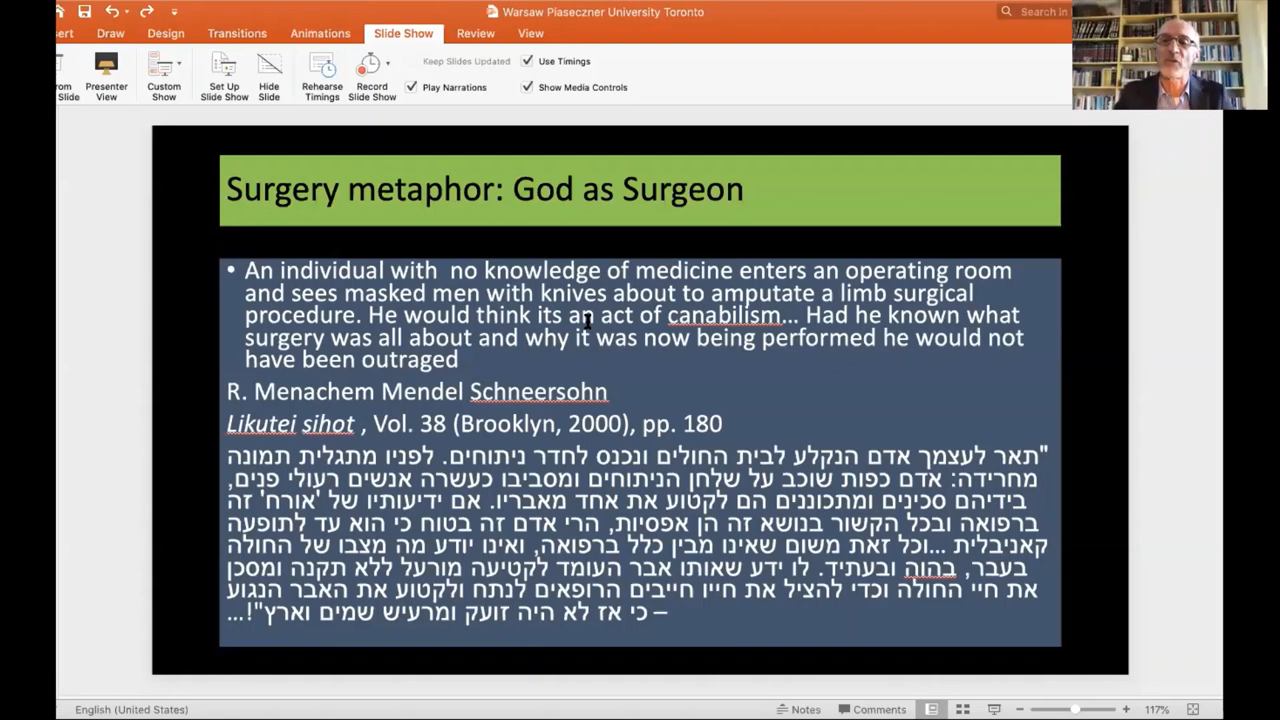 Warsaw Piaseczner University Toronto
Search in
sert Draw Design Transitions Animations Slide Show Review View
Keep Slides Updated Use Timings
Play Narrations Show Media Controls
rom Slide
Presenter View
Custom Show
Set Up Slide Show
Hide Slide
Rehearse Timings
Record Slide Show
Surgery metaphor: God as Surgeon
• An individual with no knowledge of medicine enters an operating room
and sees masked men with knives about to amputate a limb surgical
procedure. He would think its an act of canabilism... Had he known what
surgery was all about and why it was now being performed he would not
have been outraged
R. Menachem Mendel Schneersohn
Likutei sihot , Vol. 38 (Brooklyn, 2000), pp. 180
"תאר לעצמך אדם הנקלע לבית החולים ונכנס לחדר ניתוחים. לפניו מתגלית תמונה
מחרידה: אדם כפות שוכב על שלחן הניתוחים ומסביבו כעשרה אנשים רעולי פנים,
בידיהם סכינים ומתכוננים הם לקטוע את אחד מאבריו. אם ידיעותיו של 'אורח' זה
ברפואה ובכל הקשור בנושא זה הן אפסיות, הרי אדם זה בטוח כי הוא עד לתופעה
קאניבלית ...וכל זאת משום שאינו מבין כלל ברפואה, ואינו יודע מה מצבו של החולה
בעבר, בהוה ובעתיד. לו ידע שאותו אבר העומד לקטיעה מורעל ללא תקנה ומסכן
את חיי החולה וכדי להציל את חייו חייבים הרופאים לנתח ולקטוע את האבר הנגוע
– כי אז לא היה זועק ומרעיש שמים וארץ"!...
English (United States)
Notes Comments 117%